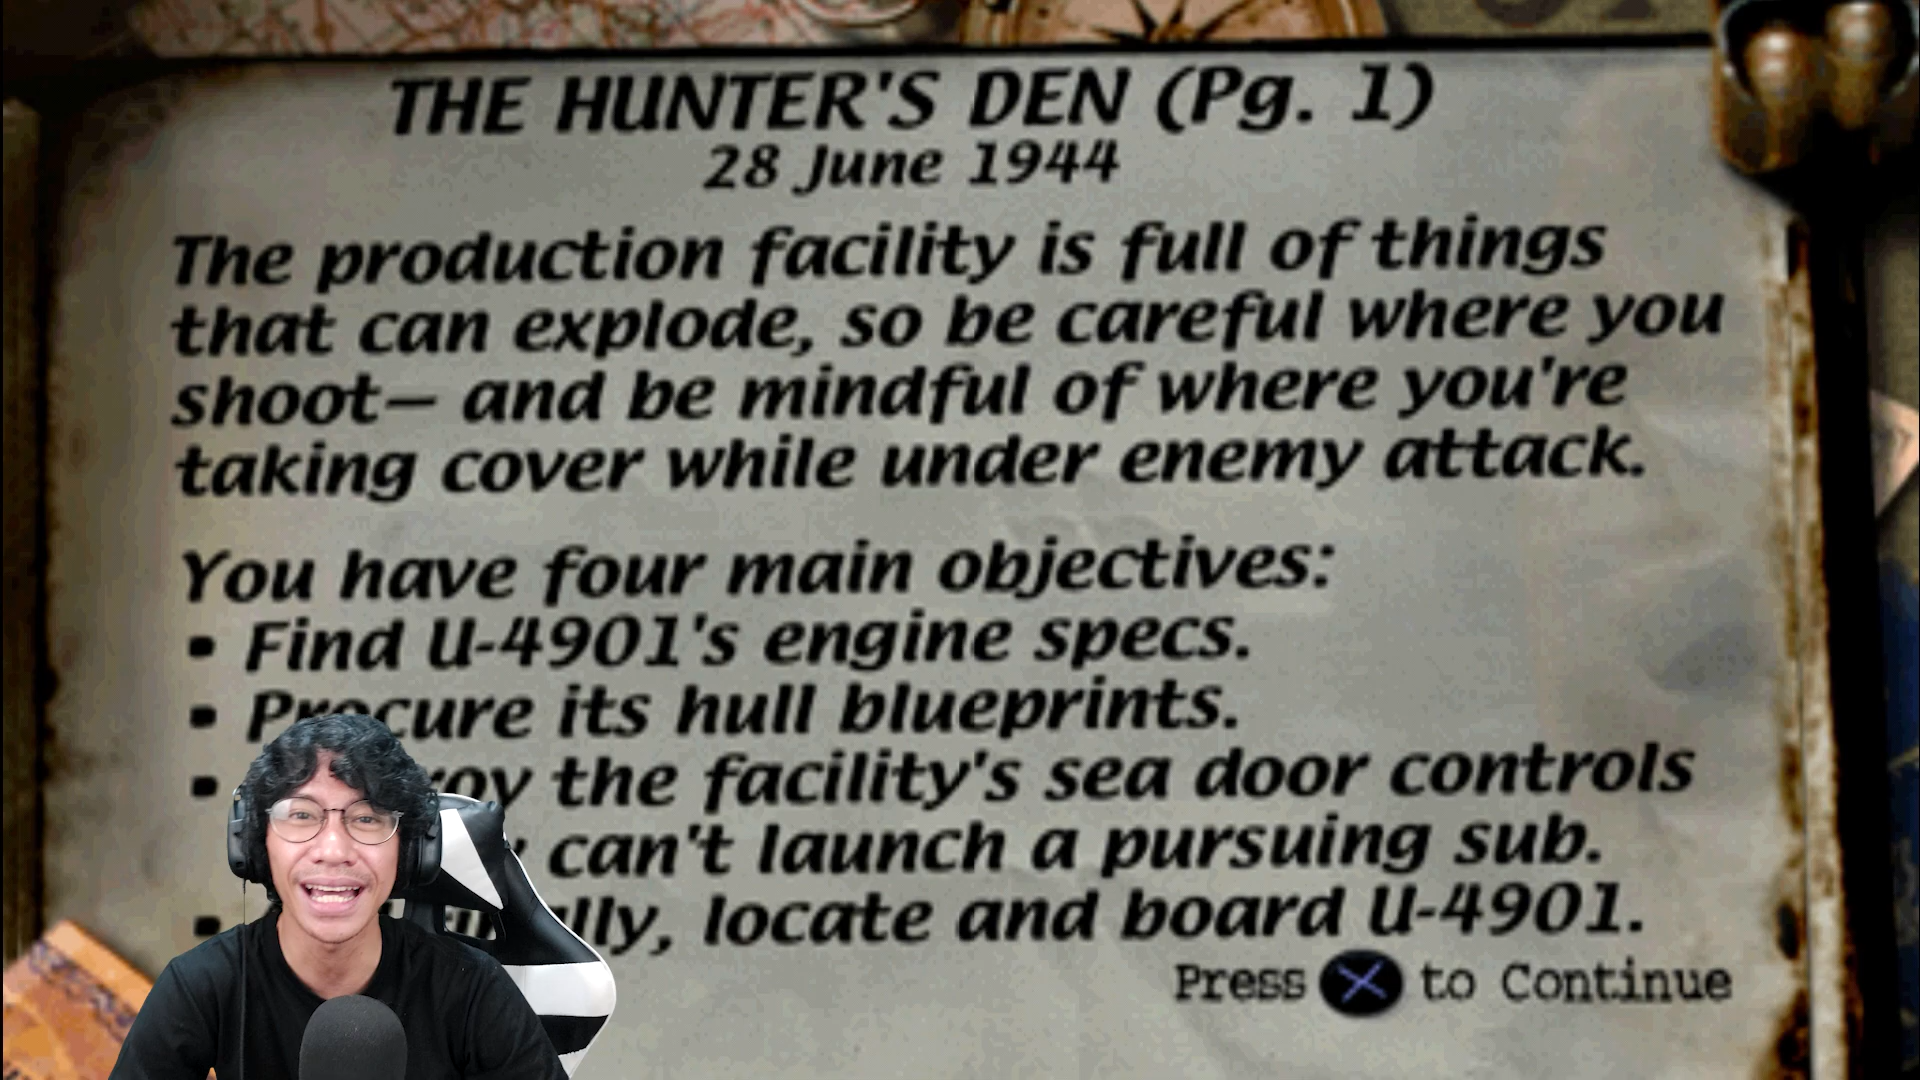 THE HUNTER'S DEN (Pg. 1)
28 June 1944
The production facility is full of things
that can explode, so be careful where you
shoot— and be mindful of where you're
taking cover while under enemy attack.
You have four main objectives:
• Find U-4901's engine specs.
• Procure its hull blueprints.
• the facility's sea door controls
can't launch a pursuing sub.
• locate and board U-4901.
Press X to Continue